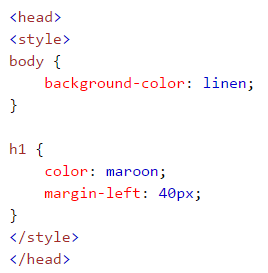 <head>
<style>
body {
    background-color: linen;
}

h1 {
    color: maroon;
    margin-left: 40px;
}
</style>
</head>